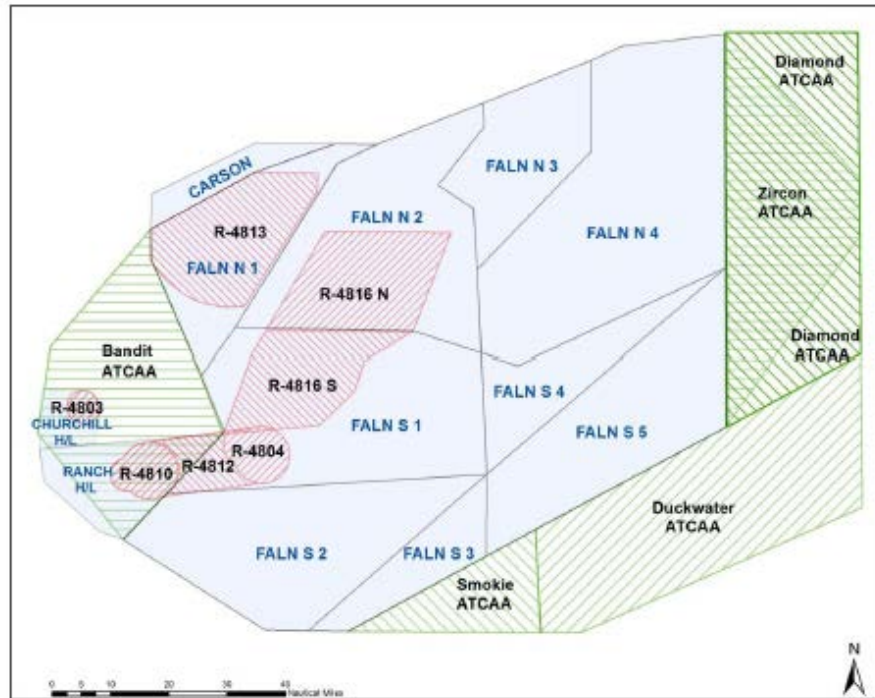 Diamond
ATCAA
CARSON
FALN N 3
Zircon
ATCAA
FALN N 2
R-4813
FALN N 4
FALN N 1
R-4816 N
Bandit
ATCAA
Diamond
ATCAA
R-4816 S
FALN S 4
R-4803
CHURCHILL
H/L
FALN S 1
FALN S 5
R-4804
RANCH
H/L
R-4810
R-4812
Duckwater
ATCAA
FALN S 2
FALN S 3
Smokie
ATCAA
N
0 5 10 20 30 40
Nautical Miles